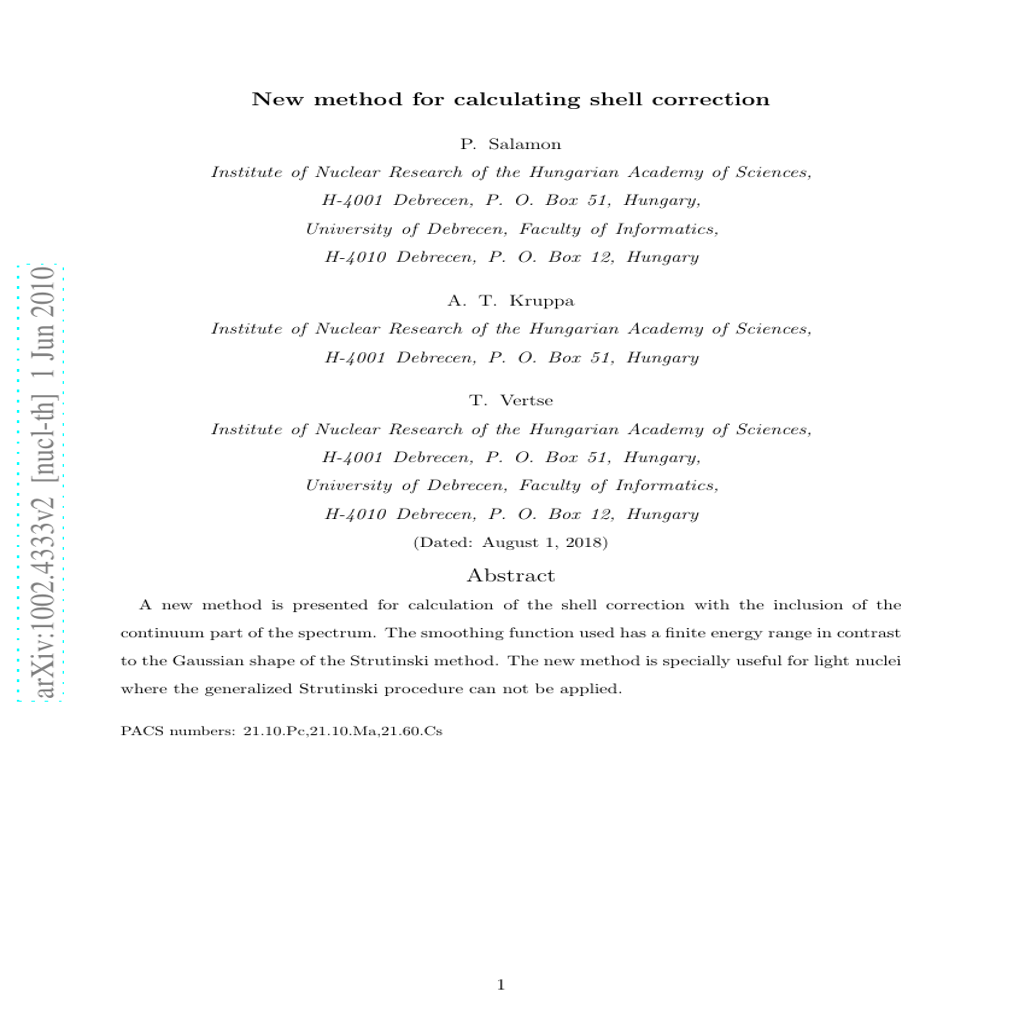 New method for calculating shell correction
P. Salamon
Institute of Nuclear Research of the Hungarian Academy of Sciences,
H-4001 Debrecen, P. O. Box 51, Hungary,
University of Debrecen, Faculty of Informatics,
H-4010 Debrecen, P. O. Box 12, Hungary
A. T. Kruppa
Institute of Nuclear Research of the Hungarian Academy of Sciences,
H-4001 Debrecen, P. O. Box 51, Hungary
T. Vertse
Institute of Nuclear Research of the Hungarian Academy of Sciences,
H-4001 Debrecen, P. O. Box 51, Hungary,
University of Debrecen, Faculty of Informatics,
H-4010 Debrecen, P. O. Box 12, Hungary
(Dated: August 1, 2018)
Abstract
A new method is presented for calculation of the shell correction with the inclusion of the
continuum part of the spectrum. The smoothing function used has a finite energy range in contrast
to the Gaussian shape of the Strutinski method. The new method is specially useful for light nuclei
where the generalized Strutinski procedure can not be applied.
PACS numbers: 21.10.Pc,21.10.Ma,21.60.Cs
1
arXiv:1002.4333v2 [nucl-th] 1 Jun 2010